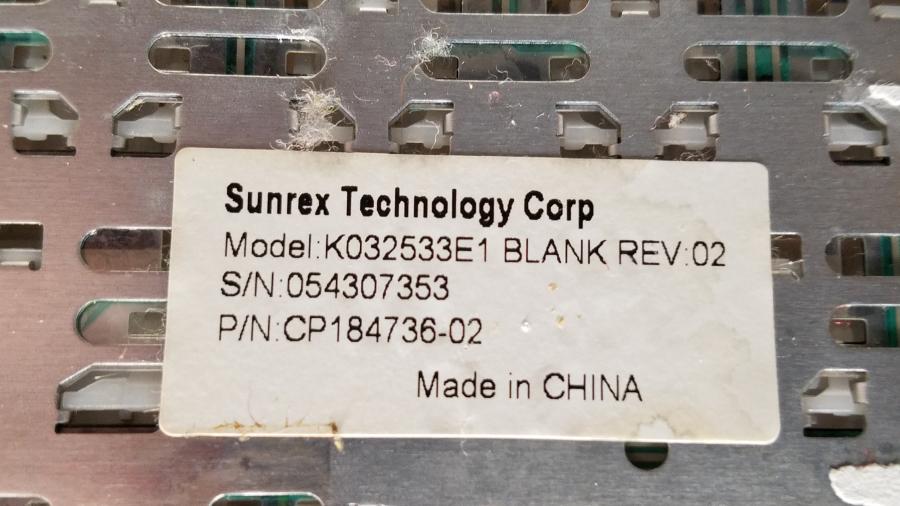 Sunrex Technology Corp
Model:K032533E1 BLANK REV:02
S/N:054307353
P/N:CP184736-02
Made in CHINA